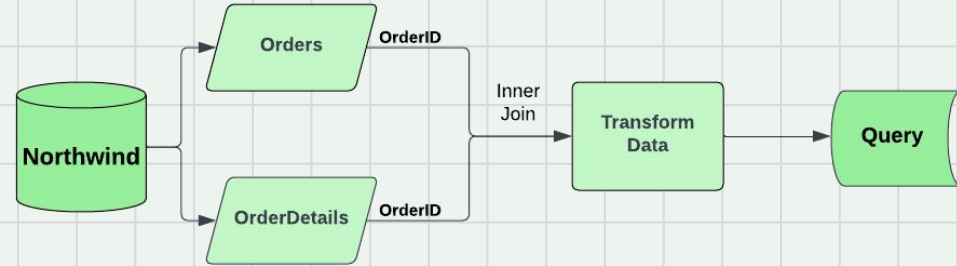 Orders
OrderID
Inner
Join
Northwind
Transform
Data
Query
OrderDetails
OrderID